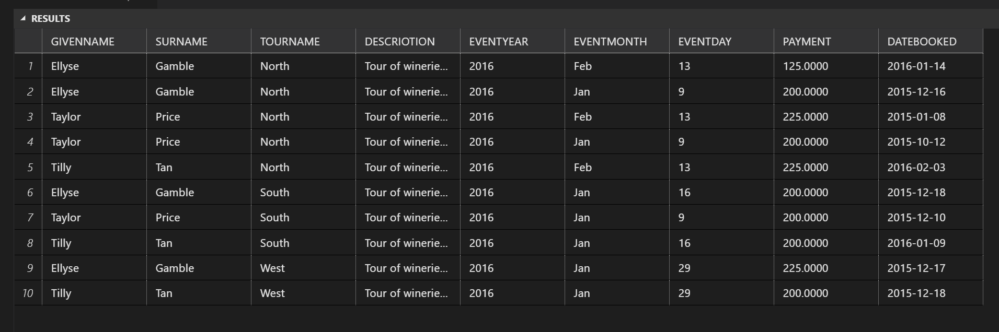 RESULTS
GIVENNAME SURNAME TOURNAME DESCRIOTION EVENTYEAR EVENTMONTH EVENTDAY PAYMENT DATEBOOKED
1 Ellyse Gamble North Tour of winerie... 2016 Feb 13 125.0000 2016-01-14
2 Ellyse Gamble North Tour of winerie... 2016 Jan 9 200.0000 2015-12-16
3 Taylor Price North Tour of winerie... 2016 Feb 13 225.0000 2015-01-08
4 Taylor Price North Tour of winerie... 2016 Jan 9 200.0000 2015-10-12
5 Tilly Tan North Tour of winerie... 2016 Feb 13 225.0000 2016-02-03
6 Ellyse Gamble South Tour of winerie... 2016 Jan 16 200.0000 2015-12-18
7 Taylor Price South Tour of winerie... 2016 Jan 9 200.0000 2015-12-10
8 Tilly Tan South Tour of winerie... 2016 Jan 16 200.0000 2016-01-09
9 Ellyse Gamble West Tour of winerie... 2016 Jan 29 225.0000 2015-12-17
10 Tilly Tan West Tour of winerie... 2016 Jan 29 200.0000 2015-12-18